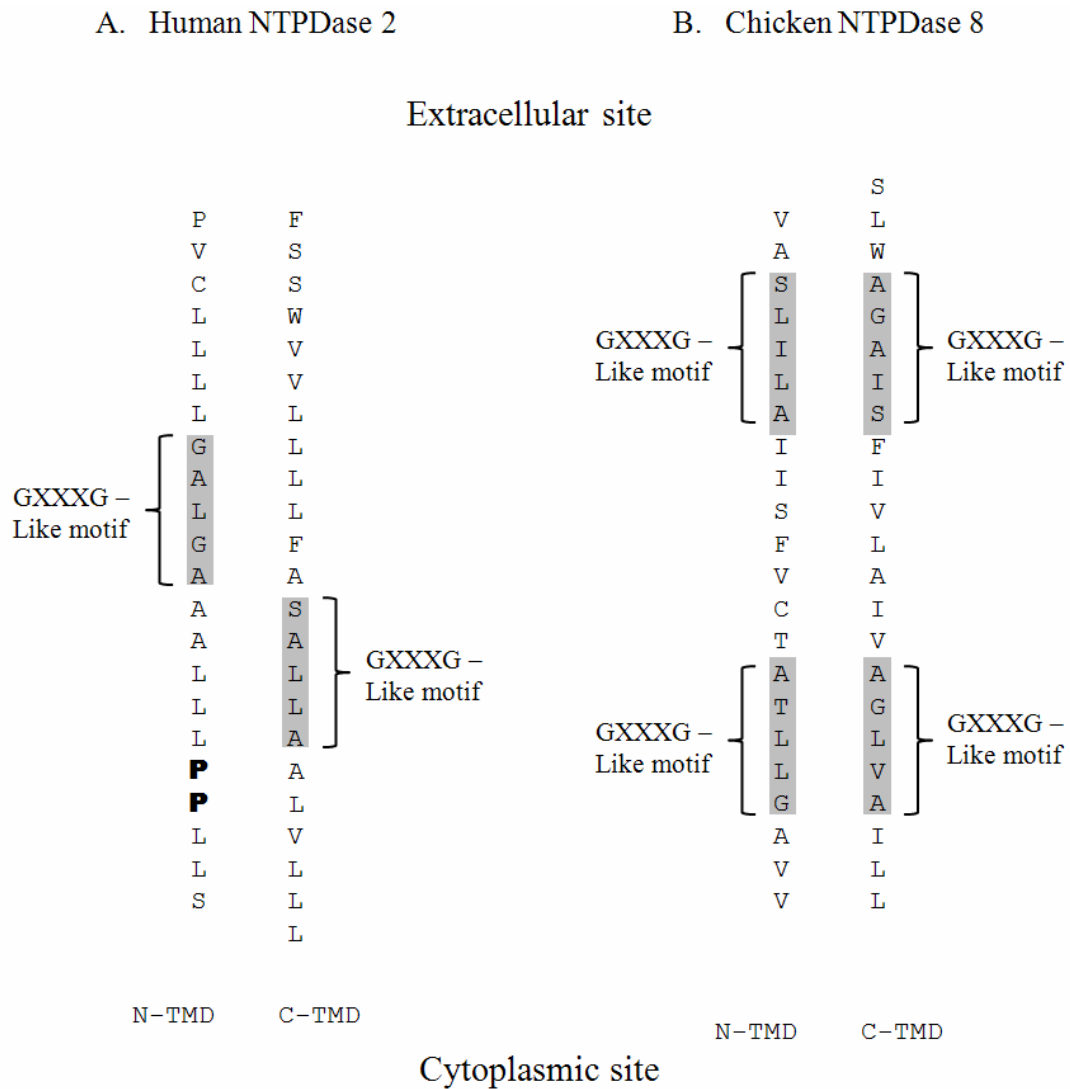 A. Human NTPDase 2
B. Chicken NTPDase 8
Extracellular site
S
P F V L
V S A W
C S S A
L W L G
GXXXG –
Like motif
GXXXG –
Like motif
L V I A
L V L I
L L A S
G L I F
A L I I
GXXXG –
Like motif
L L S V
G F F L
A A V A
A S C I
A A T V
L L A A
GXXXG –
Like motif
L L T G
GXXXG –
Like motif
GXXXG –
Like motif
L A L L
P A L V
P L G A
L V A I
L L V L
S L V L
L
N-TMD C-TMD
N-TMD C-TMD
Cytoplasmic site